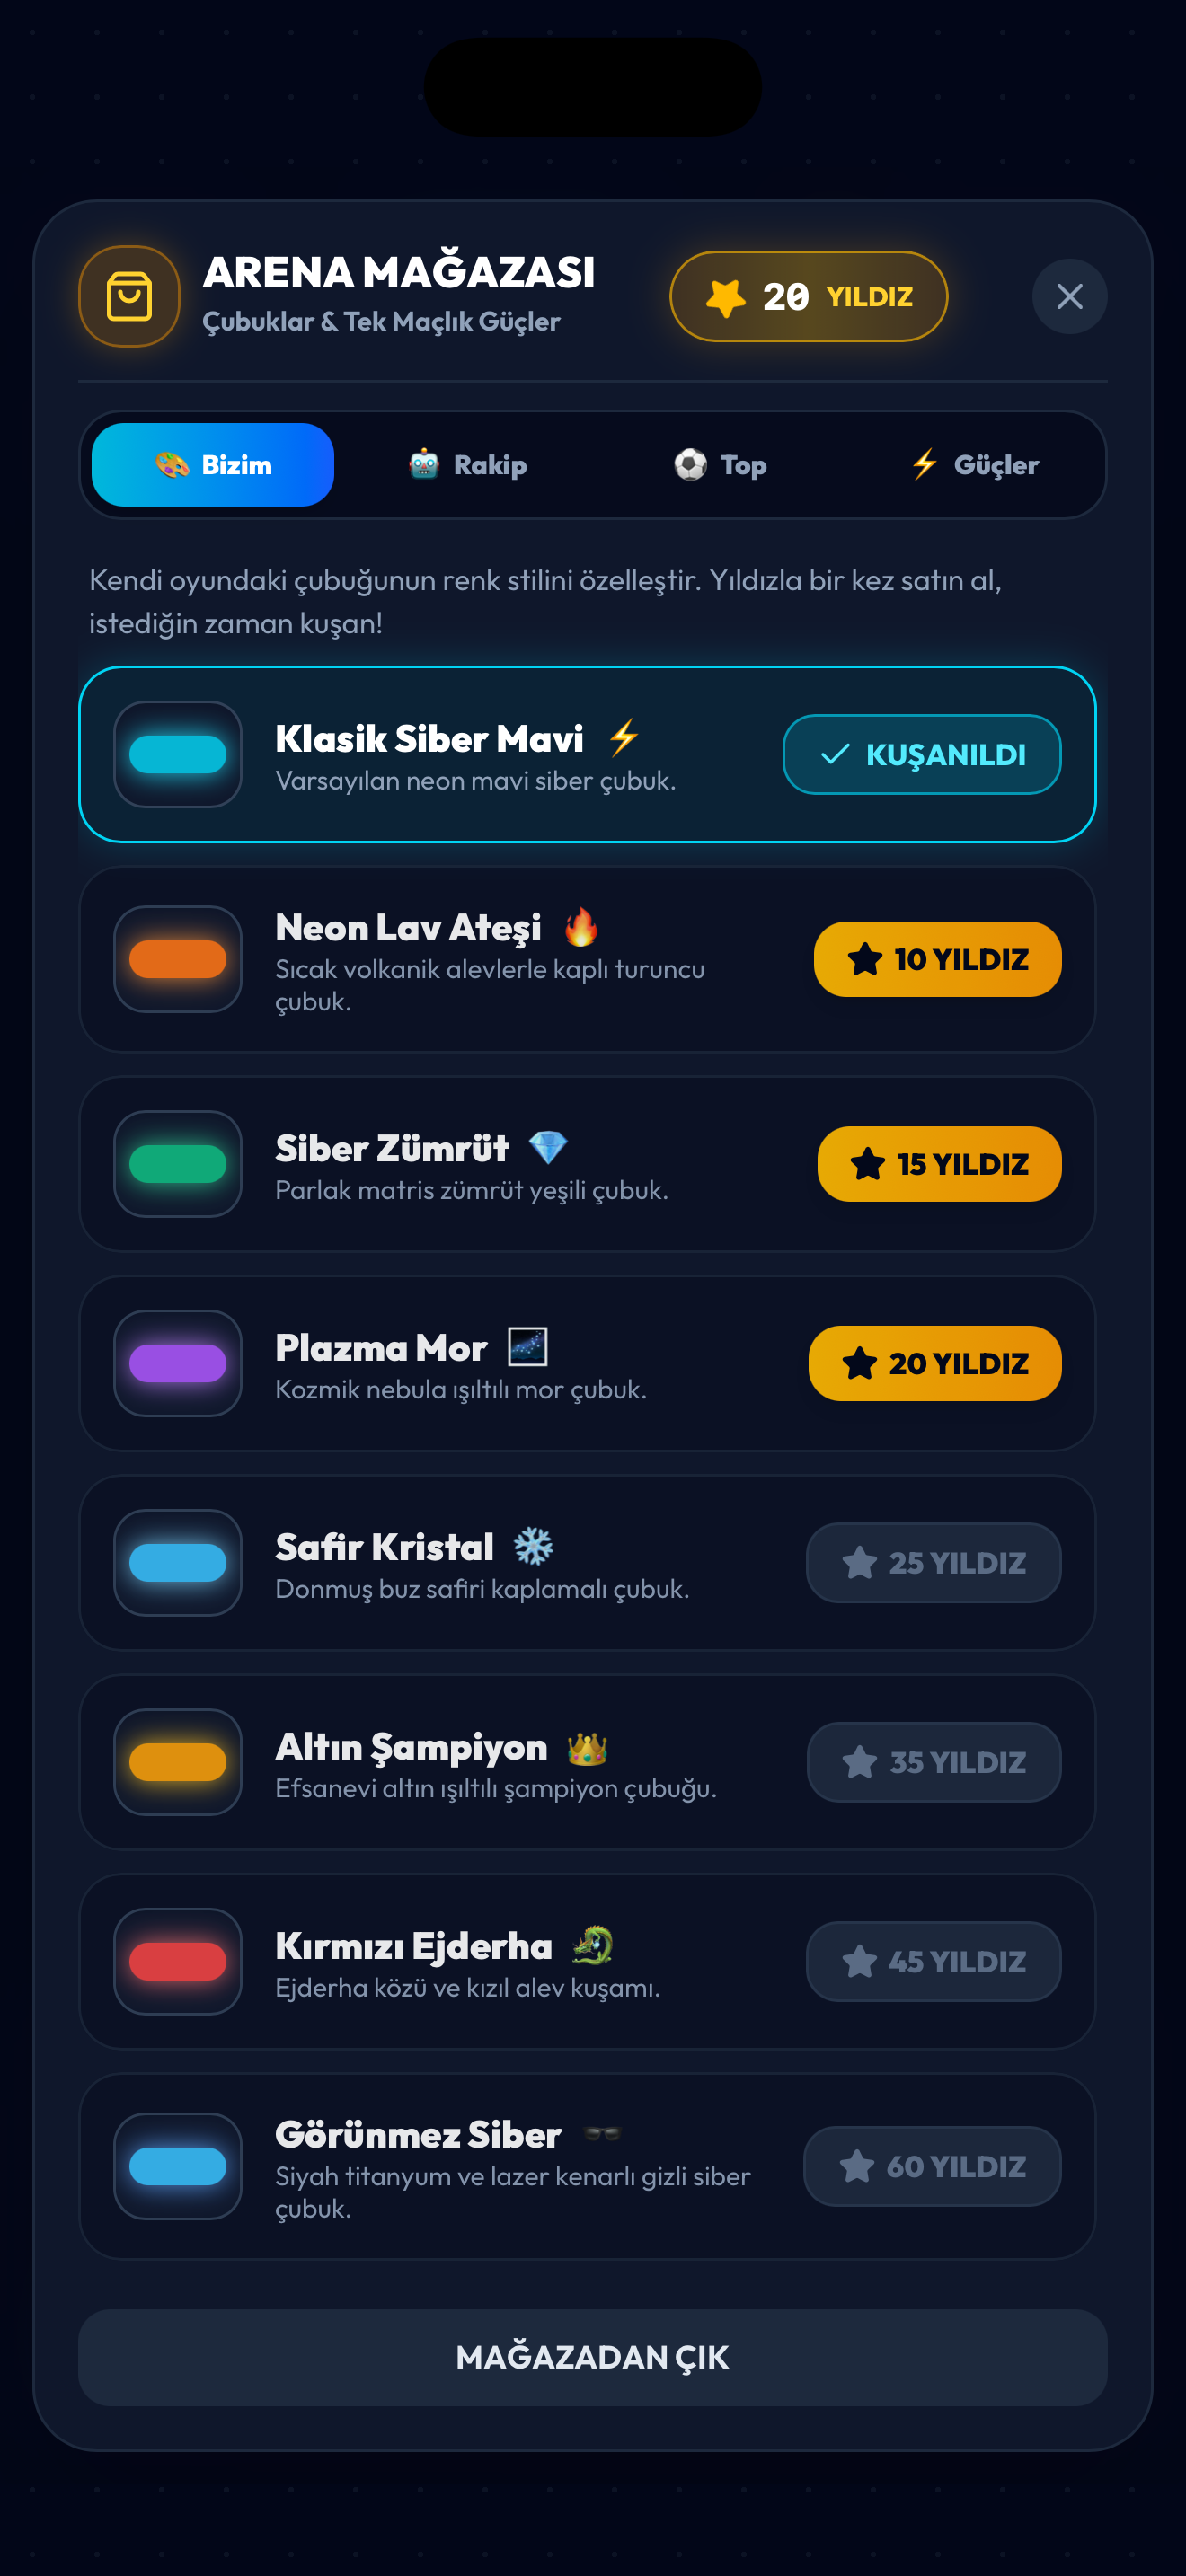 ARENA MAĞAZASI
Çubuklar & Tek Maçlık Güçler
20 YILDIZ
Bizim
Rakip
Top
Güçler
Kendi oyundaki çubuğunun renk stilini özelleştir. Yıldızla bir kez satın al,
istediğin zaman kuşan!
Klasik Siber Mavi
Varsayılan neon mavi siber çubuk.
KUŞANILDI
Neon Lav Ateşi
Sıcak volkanik alevlerle kaplı turuncu
çubuk.
10 YILDIZ
Siber Zümrüt
Parlak matris zümrüt yeşili çubuk.
15 YILDIZ
Plazma Mor
Kozmik nebula ışıltılı mor çubuk.
20 YILDIZ
Safir Kristal
Donmuş buz safiri kaplamalı çubuk.
25 YILDIZ
Altın Şampiyon
Efsanevi altın ışıltılı şampiyon çubuğu.
35 YILDIZ
Kırmızı Ejderha
Ejderha közü ve kızıl alev kuşamı.
45 YILDIZ
Görünmez Siber
Siyah titanyum ve lazer kenarlı gizli siber
çubuk.
60 YILDIZ
MAĞAZADAN ÇIK